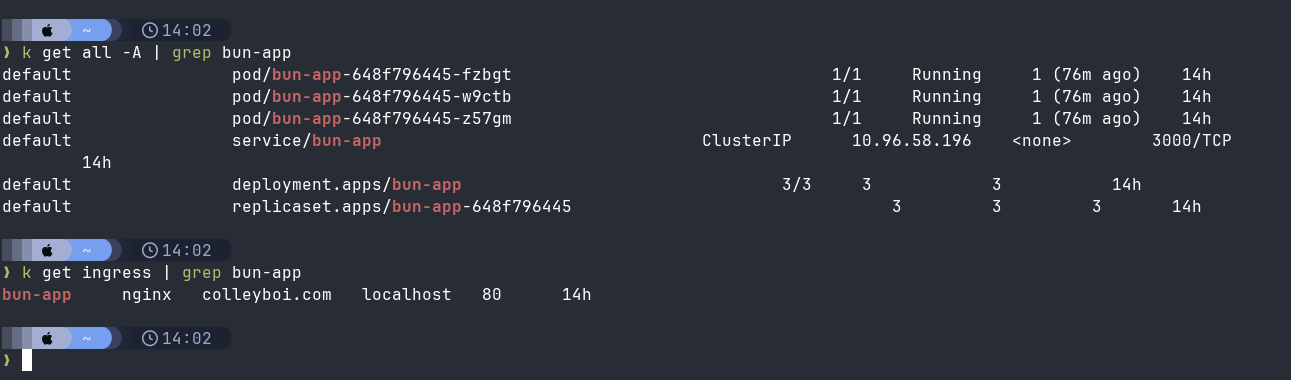 ~ 14:02
❯ k get all -A | grep bun-app
default                pod/bun-app-648f796445-fzbgt                                1/1     Running     1 (76m ago)    14h
default                pod/bun-app-648f796445-w9ctb                                1/1     Running     1 (76m ago)    14h
default                pod/bun-app-648f796445-z57gm                                1/1     Running     1 (76m ago)    14h
default                service/bun-app                                ClusterIP      10.96.58.196    <none>        3000/TCP
        14h
default                deployment.apps/bun-app                                3/3     3            3           14h
default                replicaset.apps/bun-app-648f796445                                3         3         3       14h
~ 14:02
❯ k get ingress | grep bun-app
bun-app     nginx   colleyboi.com   localhost   80      14h
~ 14:02
❯